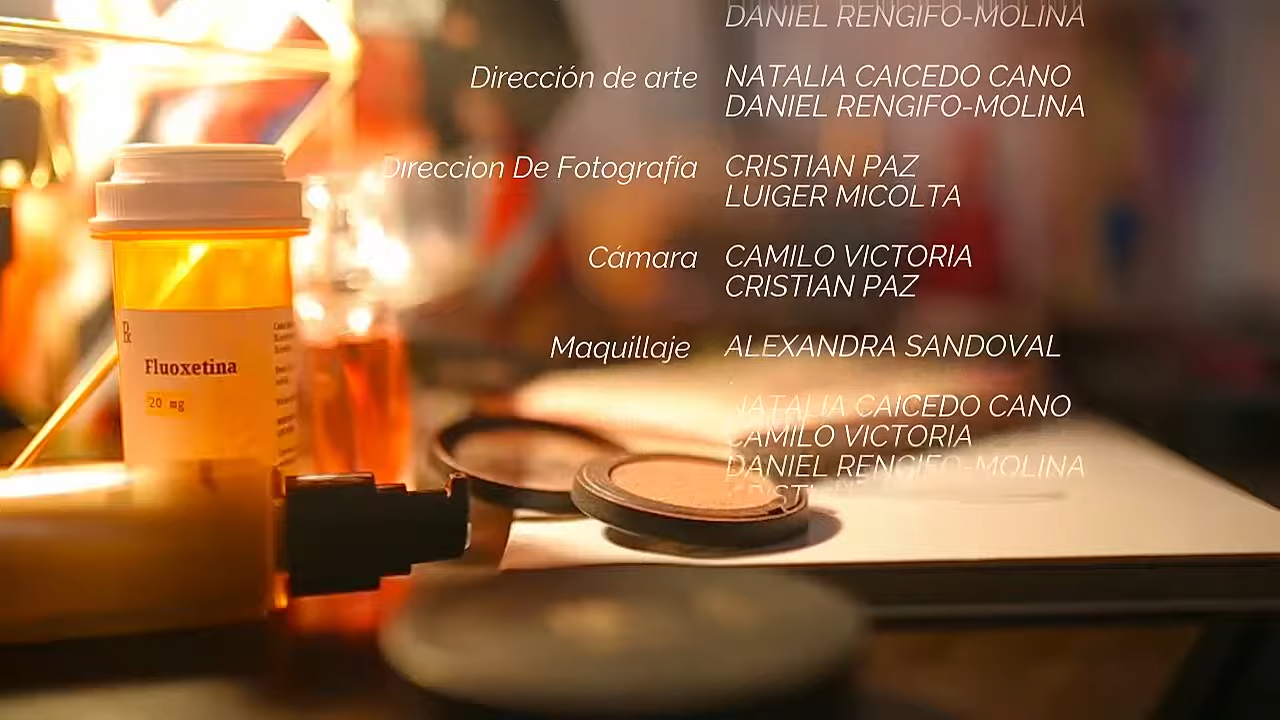 DANIEL RENGIFO-MOLINA
Dirección de arte NATALIA CAICEDO CANO
DANIEL RENGIFO-MOLINA
Direccion De Fotografía CRISTIAN PAZ
LUIGER MICOLTA
Cámara CAMILO VICTORIA
CRISTIAN PAZ
Maquillaje ALEXANDRA SANDOVAL
NATALIA CAICEDO CANO
CAMILO VICTORIA
DANIEL RENGIFO-MOLINA
Rx
Fluoxetina
20 mg